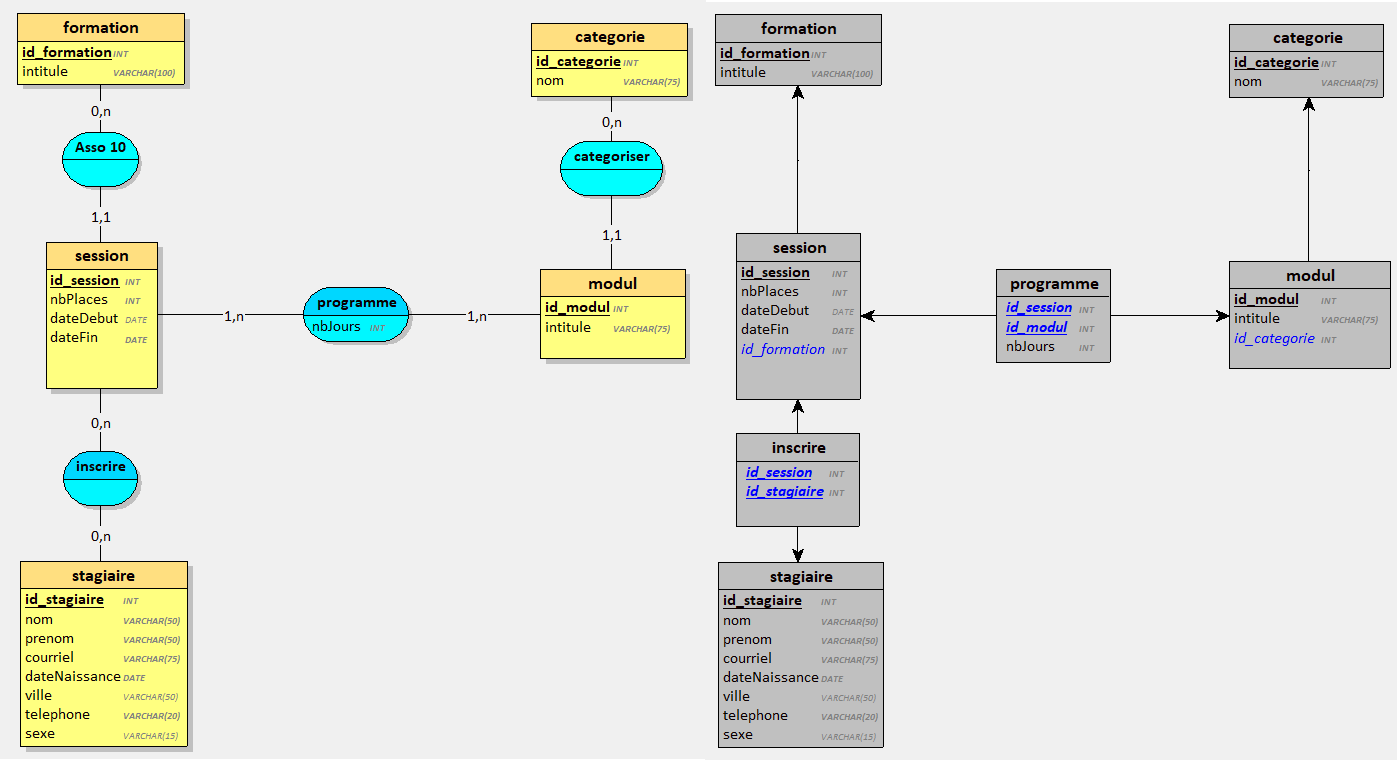 formation
id_formation INT
intitule VARCHAR(100)
0,n
Asso 10
1,1
session
id_session INT
nbPlaces INT
dateDebut DATE
dateFin DATE
0,n
inscrire
0,n
stagiaire
id_stagiaire INT
nom VARCHAR(50)
prenom VARCHAR(50)
courriel VARCHAR(75)
dateNaissance DATE
ville VARCHAR(50)
telephone VARCHAR(20)
sexe VARCHAR(15)
1,n
programme
nbJours INT
1,n
categorie
id_categorie INT
nom VARCHAR(75)
0,n
categoriser
1,1
modul
id_modul INT
intitule VARCHAR(75)
formation
id_formation INT
intitule VARCHAR(100)
session
id_session INT
nbPlaces INT
dateDebut DATE
dateFin DATE
id_formation INT
inscrire
id_session INT
id_stagiaire INT
stagiaire
id_stagiaire INT
nom VARCHAR(50)
prenom VARCHAR(50)
courriel VARCHAR(75)
dateNaissance DATE
ville VARCHAR(50)
telephone VARCHAR(20)
sexe VARCHAR(15)
programme
id_session INT
id_modul INT
nbJours INT
categorie
id_categorie INT
nom VARCHAR(75)
modul
id_modul INT
intitule VARCHAR(75)
id_categorie INT